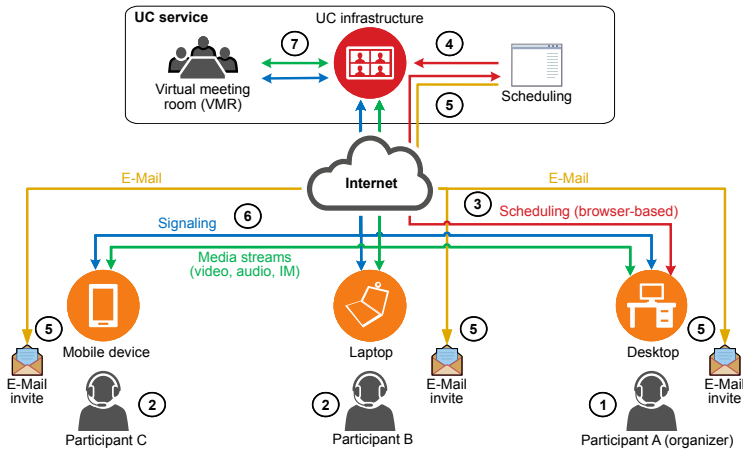 UC service
UC infrastructure
7
4
Virtual meeting
room (VMR)
5
Scheduling
E-Mail
Internet
E-Mail
3
6
Signaling
Scheduling (browser-based)
Media streams
(video, audio, IM)
5
5
5
Mobile device
Laptop
Desktop
E-Mail
invite
E-Mail
invite
E-Mail
invite
2
2
1
Participant C
Participant B
Participant A (organizer)